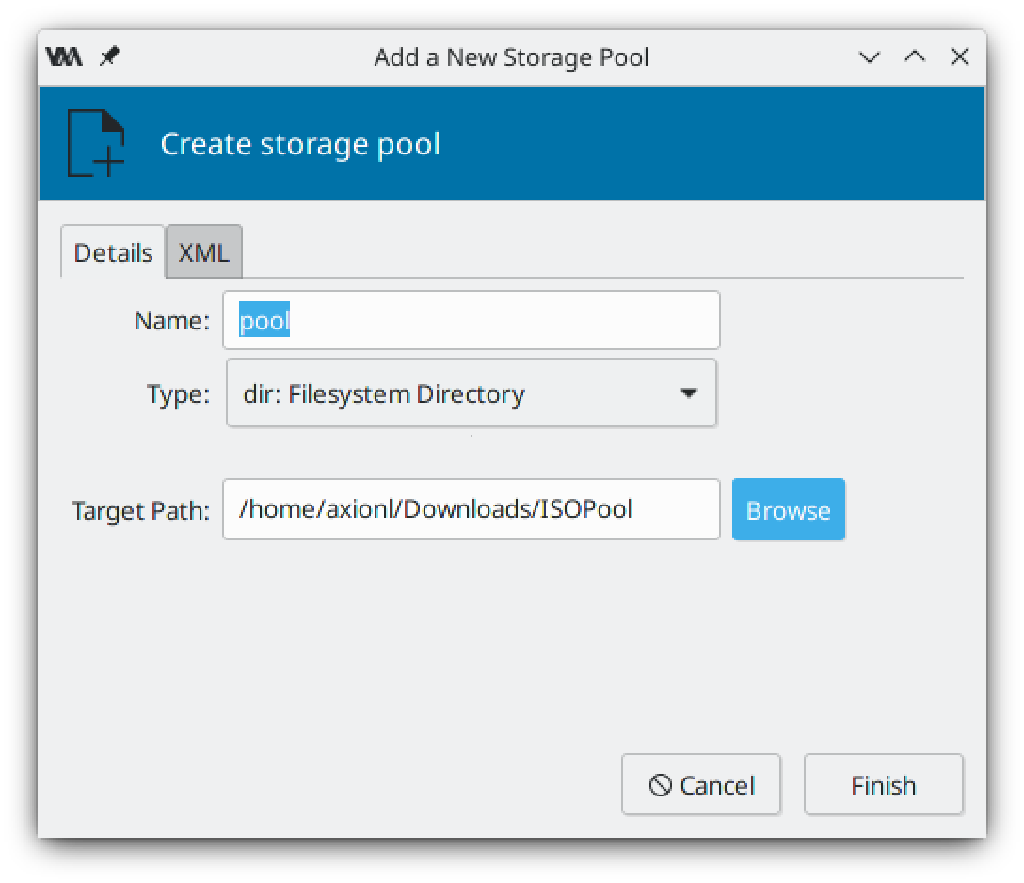 Add a New Storage Pool
Create storage pool
Details XML
Name: pool
Type: dir: Filesystem Directory
Target Path: /home/axionl/Downloads/ISOPool Browse
Cancel Finish